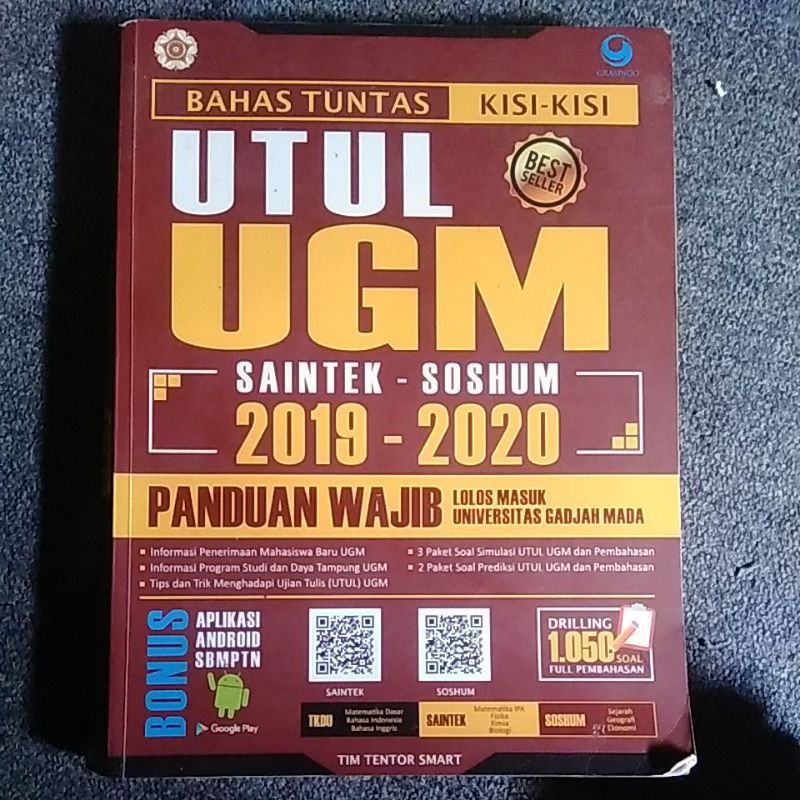 GRASINDO
BAHAS TUNTAS KISI-KISI
UTUL
BEST
SELLER
UGM
SAINTEK - SOSHUM
2019 - 2020
PANDUAN WAJIB
LOLOS MASUK
UNIVERSITAS GADJAH MADA
Informasi Penerimaan Mahasiswa Baru UGM
Informasi Program Studi dan Daya Tampung UGM
Tips dan Trik Menghadapi Ujian Tulis (UTUL) UGM
3 Paket Soal Simulasi UTUL UGM dan Pembahasan
2 Paket Soal Prediksi UTUL UGM dan Pembahasan
BONUS
APLIKASI
ANDROID
SBMPTN
Google Play
SAINTEK
SOSHUM
DRILLING
1.050 SOAL
FULL PEMBAHASAN
TKDU
Matematika Dasar
Bahasa Indonesia
Bahasa Inggris
SAINTEK
Matematika IPA
Fisika
Kimia
Biologi
SOSHUM
Sejarah
Geografi
Ekonomi
TIM TENTOR SMART